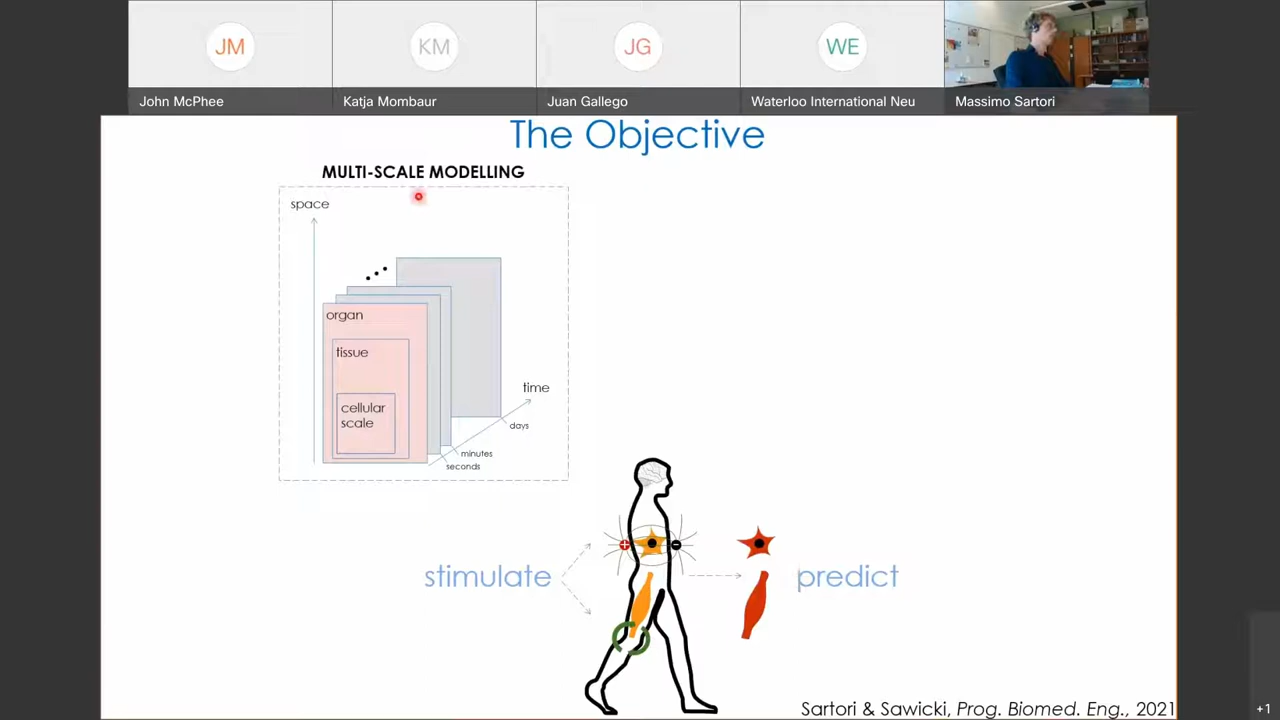 JM
John McPhee
KM
Katja Mombaur
JG
Juan Gallego
WE
Waterloo International Neu
Massimo Sartori
The Objective
MULTI-SCALE MODELLING
space
organ
tissue
cellular
scale
time
days
minutes
seconds
stimulate
predict
Sartori & Sawicki, Prog. Biomed. Eng., 2021
+1